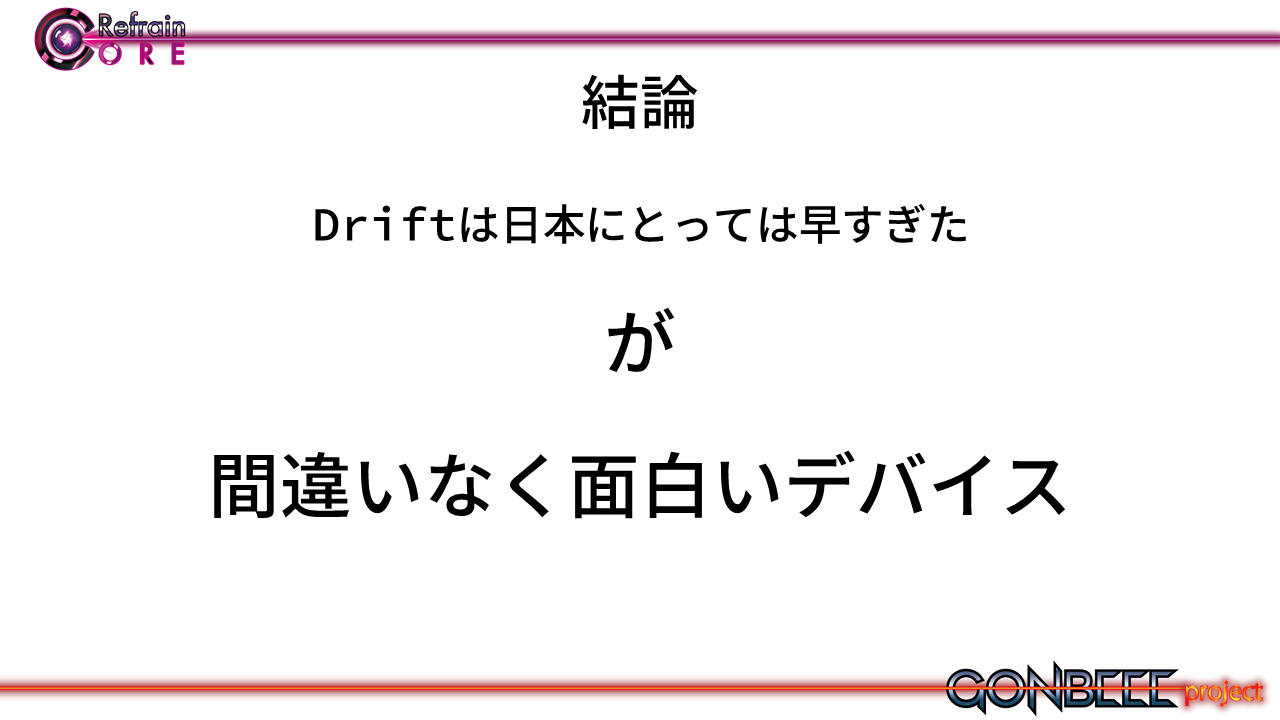 Refrain
CORE
結論
Driftは日本にとっては早すぎた
が
間違いなく面白いデバイス
GONBEEE project